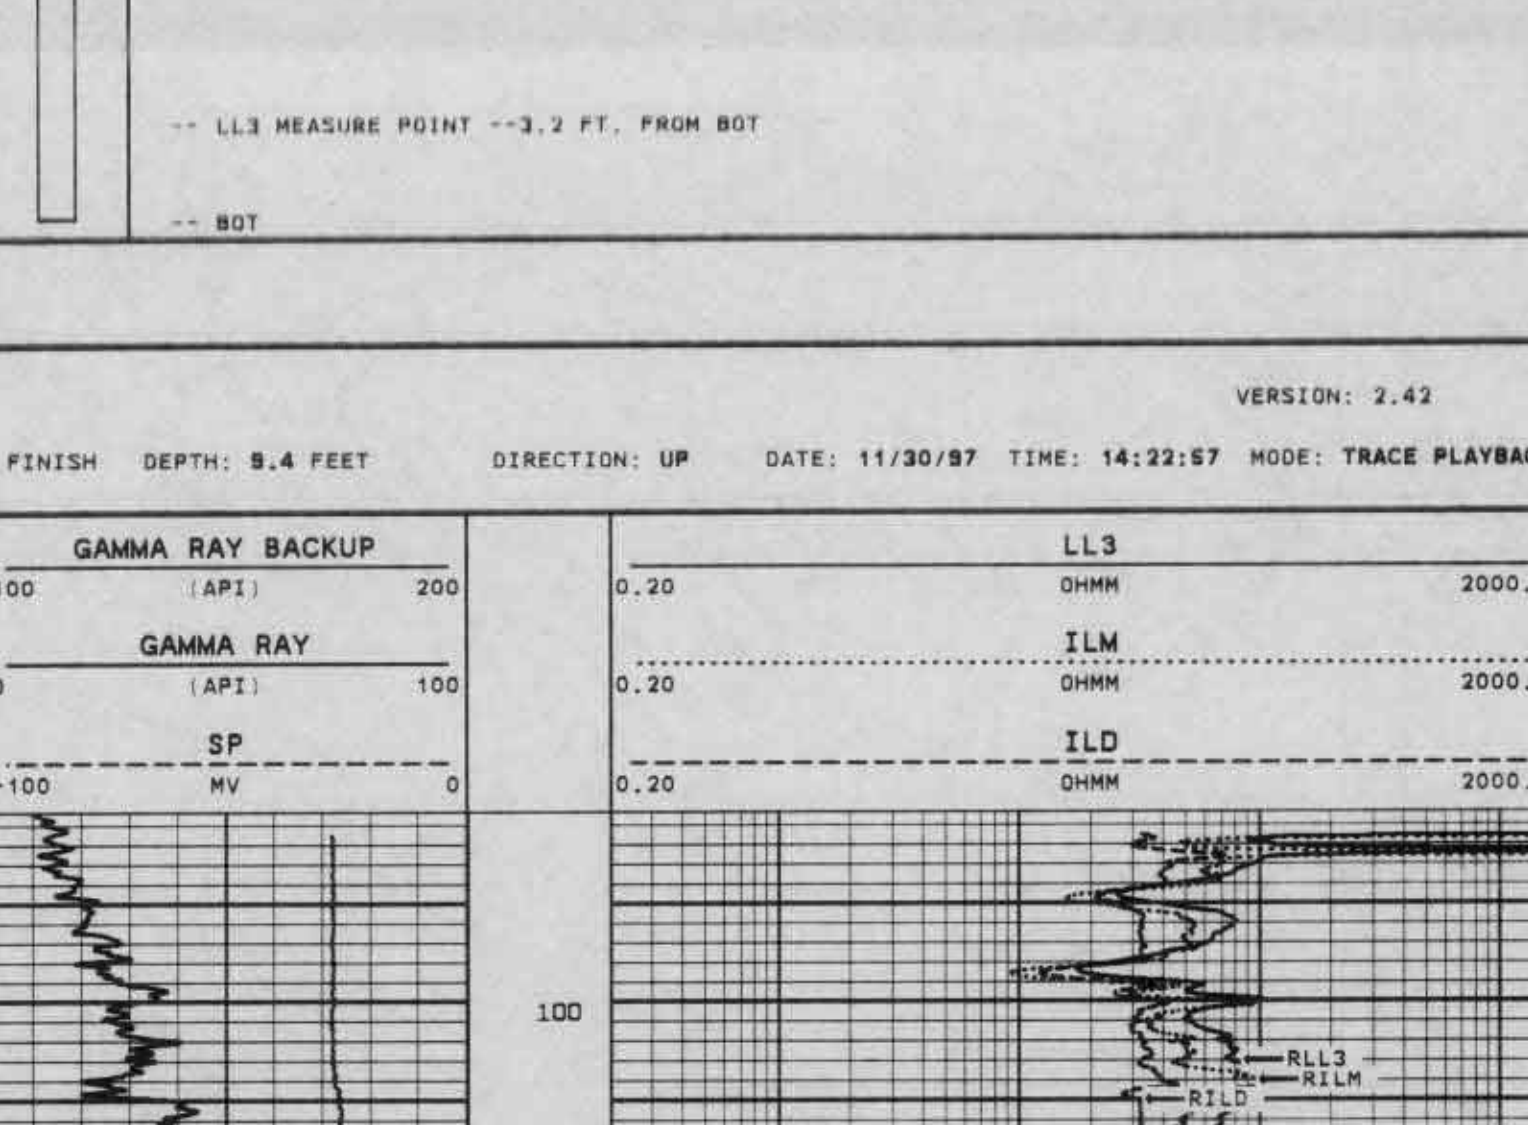 -- LL3 MEASURE POINT --3.2 FT. FROM BOT
-- BOT
VERSION: 2.42
FINISH DEPTH: 9.4 FEET DIRECTION: UP DATE: 11/30/97 TIME: 14:22:57 MODE: TRACE PLAYBAC
GAMMA RAY BACKUP LL3
100 (API) 200 0.20 OHMM 2000.
GAMMA RAY ILM
0 (API) 100 0.20 OHMM 2000.
SP ILD
-100 MV 0 0.20 OHMM 2000.
100
RLL3
RILM
RILD